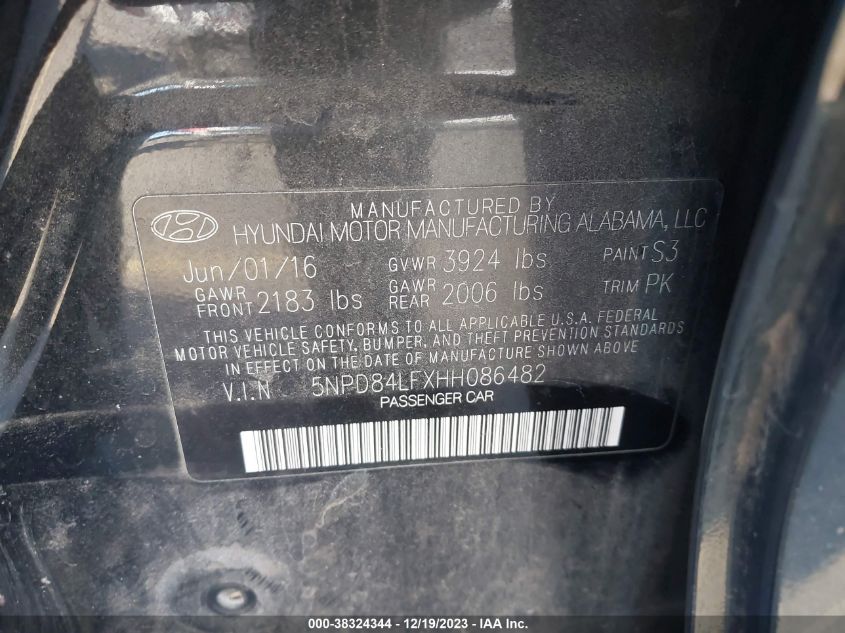 MANUFACTURED BY
HYUNDAI MOTOR MANUFACTURING ALABAMA, LLC
Jun/01/16 GVWR 3924 lbs PAINT S3
GAWR FRONT 2183 lbs GAWR REAR 2006 lbs TRIM PK
THIS VEHICLE CONFORMS TO ALL APPLICABLE U.S.A. FEDERAL
MOTOR VEHICLE SAFETY, BUMPER, AND THEFT PREVENTION STANDARDS
IN EFFECT ON THE DATE OF MANUFACTURE SHOWN ABOVE.
V.I.N 5NPD84LFXHH086482
PASSENGER CAR
000-38324344 - 12/19/2023 - IAAI.com